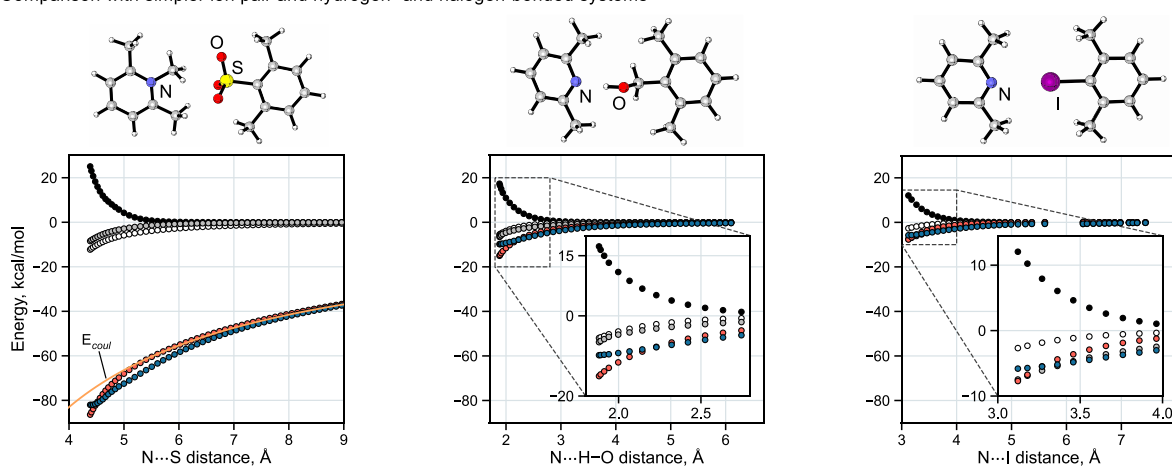 Comparison with simpler ion pair and hydrogen- and halogen-bonded systems
O
S
N
N
O
N
I
Energy, kcal/mol
20
0
−20
−40
−60
−80
E_coul
4 5 6 7 8 9
N···S distance, Å
20
0
−20
−40
−60
−80
15
0
−20
2.0 2.5
2 3 4 5 6
N···H−O distance, Å
20
0
−20
−40
−60
−80
10
0
−10
3.0 3.5 4.0
3 4 5 6 7
N···I distance, Å